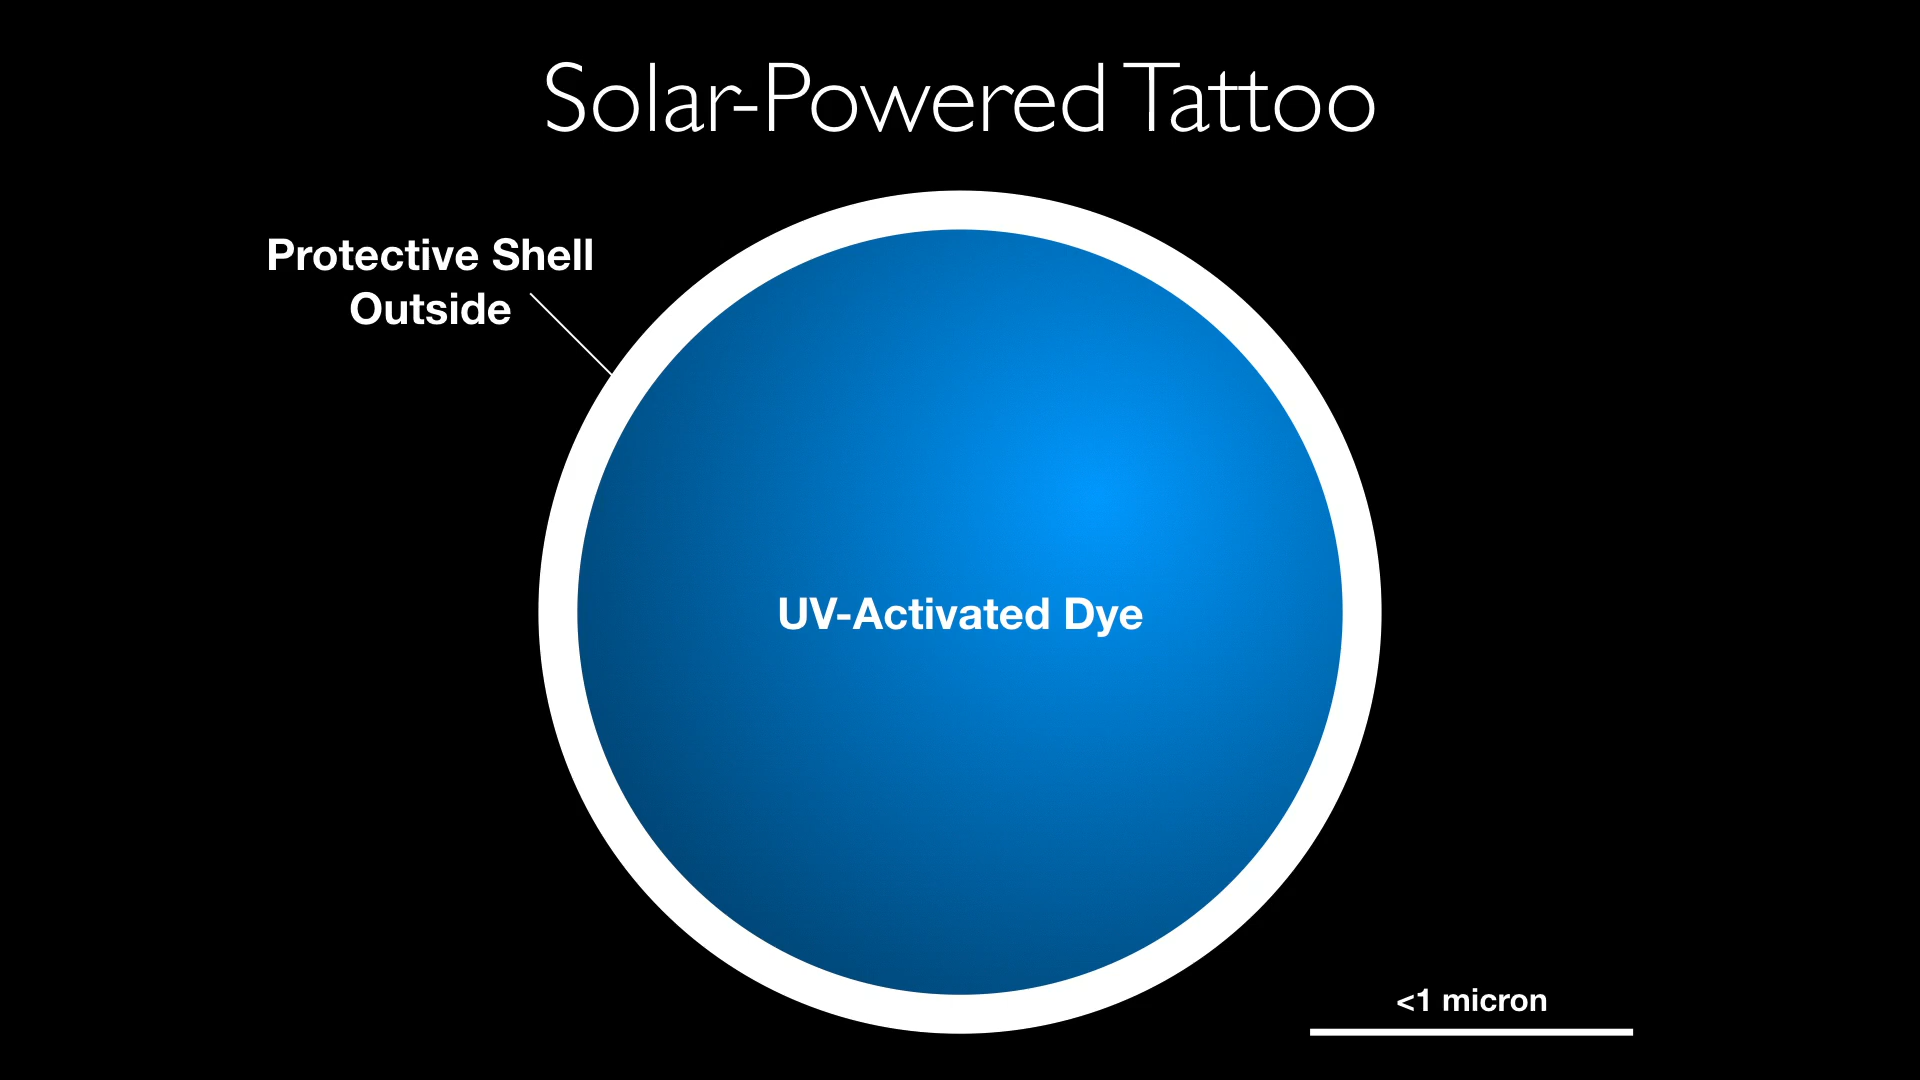 Solar-Powered Tattoo
Protective Shell
Outside
UV-Activated Dye
<1 micron